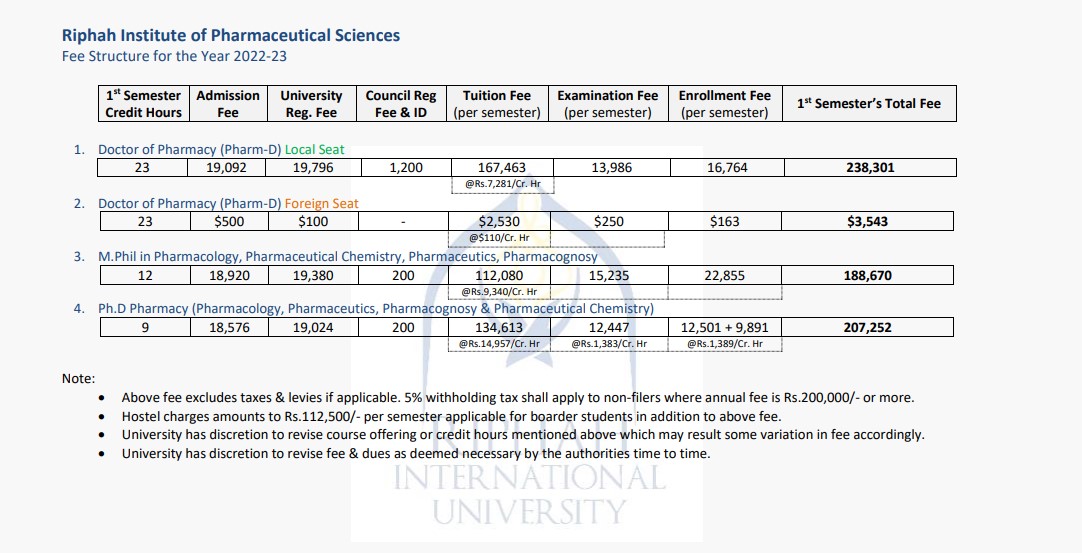 Riphah Institute of Pharmaceutical Sciences
Fee Structure for the Year 2022-23
1st Semester Credit Hours | Admission Fee | University Reg. Fee | Council Reg Fee & ID | Tuition Fee (per semester) | Examination Fee (per semester) | Enrollment Fee (per semester) | 1st Semester's Total Fee
1. Doctor of Pharmacy (Pharm-D) Local Seat
23 | 19,092 | 19,796 | 1,200 | 167,463 | 13,986 | 16,764 | 238,301
@Rs.7,281/Cr. Hr
2. Doctor of Pharmacy (Pharm-D) Foreign Seat
23 | $500 | $100 | - | $2,530 | $250 | $163 | $3,543
@$110/Cr. Hr
3. M.Phil in Pharmacology, Pharmaceutical Chemistry, Pharmaceutics, Pharmacognosy
12 | 18,920 | 19,380 | 200 | 112,080 | 15,235 | 22,855 | 188,670
@Rs.9,340/Cr. Hr
4. Ph.D Pharmacy (Pharmacology, Pharmaceutics, Pharmacognosy & Pharmaceutical Chemistry)
9 | 18,576 | 19,024 | 200 | 134,613 | 12,447 | 12,501 + 9,891 | 207,252
@Rs.14,957/Cr. Hr | @Rs.1,383/Cr. Hr | @Rs.1,389/Cr. Hr
Note:
• Above fee excludes taxes & levies if applicable. 5% withholding tax shall apply to non-filers where annual fee is Rs.200,000/- or more.
• Hostel charges amounts to Rs.112,500/- per semester applicable for boarder students in addition to above fee.
• University has discretion to revise course offering or credit hours mentioned above which may result some variation in fee accordingly.
• University has discretion to revise fee & dues as deemed necessary by the authorities time to time.
RIPHAH
INTERNATIONAL
UNIVERSITY